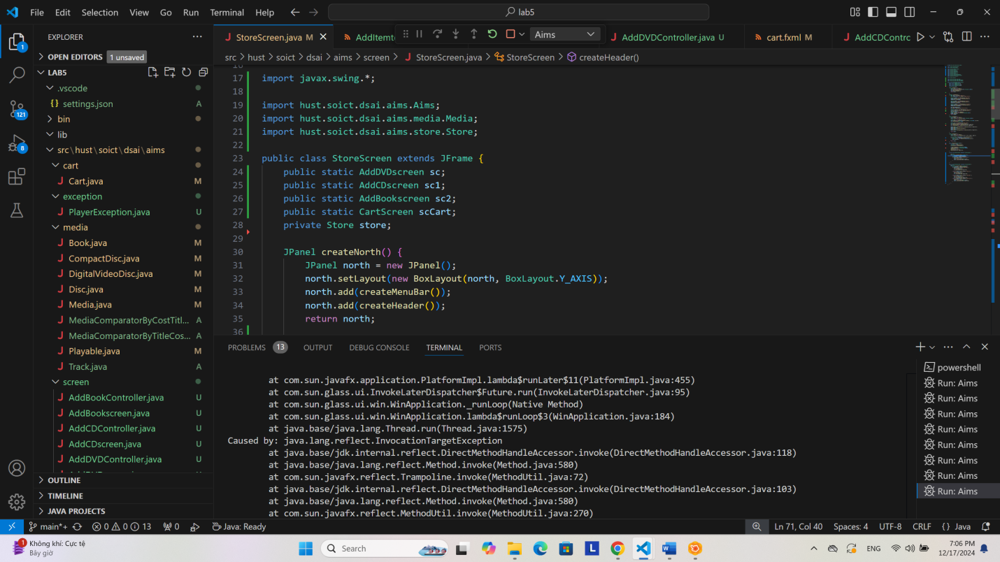 File Edit Selection View Go Run Terminal Help
lab5
EXPLORER
StoreScreen.java M
AddItemt
Aims
AddDVDController.java U
cart.fxml M
AddCDContrc
OPEN EDITORS 1 unsaved
src > hust > soict > dsai > aims > screen > StoreScreen.java > StoreScreen > createHeader()
LAB5
.vscode
settings.json A
bin
lib
src\hust\soict\dsai\aims
cart
Cart.java M
exception
PlayerException.java U
media
Book.java M
CompactDisc.java M
DigitalVideoDisc.java M
Disc.java M
Media.java M
MediaComparatorByCostTitl... A
MediaComparatorByTitleCos... A
Playable.java M
Track.java A
screen
AddBookController.java U
AddBookscreen.java U
AddCDController.java U
AddCDscreen.java U
AddDVDController.java U
OUTLINE
TIMELINE
JAVA PROJECTS
1
121
8
16
17 import javax.swing.*;
18
19 import hust.soict.dsai.aims.Aims;
20 import hust.soict.dsai.aims.media.Media;
21 import hust.soict.dsai.aims.store.Store;
22
23 public class StoreScreen extends JFrame {
24 public static AddDVDscreen sc;
25 public static AddCDscreen sc1;
26 public static AddBookscreen sc2;
27 public static CartScreen scCart;
28 private Store store;
29
30 JPanel createNorth() {
31 JPanel north = new JPanel();
32 north.setLayout(new BoxLayout(north, BoxLayout.Y_AXIS));
33 north.add(createMenuBar());
34 north.add(createHeader());
35 return north;
36
PROBLEMS 13 OUTPUT DEBUG CONSOLE TERMINAL PORTS
at com.sun.javafx.application.PlatformImpl.lambda$runLater$11(PlatformImpl.java:455)
at com.sun.glass.ui.InvokeLaterDispatcher$Future.run(InvokeLaterDispatcher.java:95)
at com.sun.glass.ui.win.WinApplication._runLoop(Native Method)
at com.sun.glass.ui.win.WinApplication.lambda$runLoop$3(WinApplication.java:184)
at java.base/java.lang.Thread.run(Thread.java:1575)
Caused by: java.lang.reflect.InvocationTargetException
at java.base/jdk.internal.reflect.DirectMethodHandleAccessor.invoke(DirectMethodHandleAccessor.java:118)
at java.base/java.lang.reflect.Method.invoke(Method.java:580)
at com.sun.javafx.reflect.Trampoline.invoke(MethodUtil.java:72)
at java.base/jdk.internal.reflect.DirectMethodHandleAccessor.invoke(DirectMethodHandleAccessor.java:103)
at java.base/java.lang.reflect.Method.invoke(Method.java:580)
at com.sun.javafx.reflect.MethodUtil.invoke(MethodUtil.java:270)
powershell
Run: Aims
Run: Aims
Run: Aims
Run: Aims
Run: Aims
Run: Aims
Run: Aims
Run: Aims
main*+ 0 0 13 0 Java: Ready
Ln 71, Col 40 Spaces: 4 UTF-8 CRLF {} Java
1
Không khí: Cực tệ
Bây giờ
Search
L
W
ENG
7:06 PM
12/17/2024